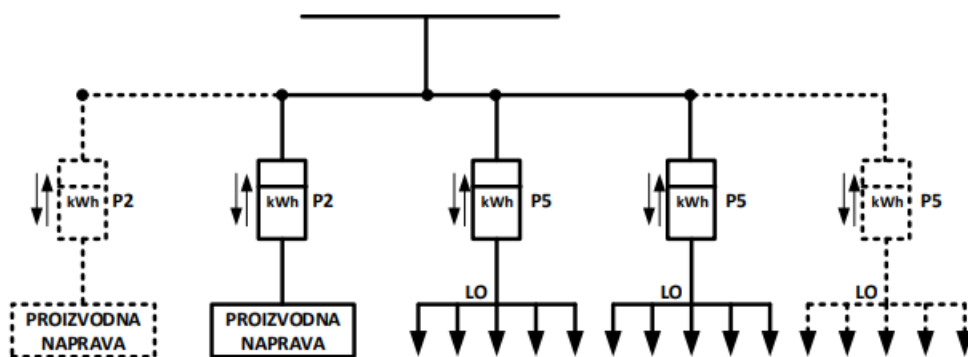 kWh P2
kWh P2
kWh P5
kWh P5
kWh P5
LO
LO
LO
PROIZVODNA
NAPRAVA
PROIZVODNA
NAPRAVA